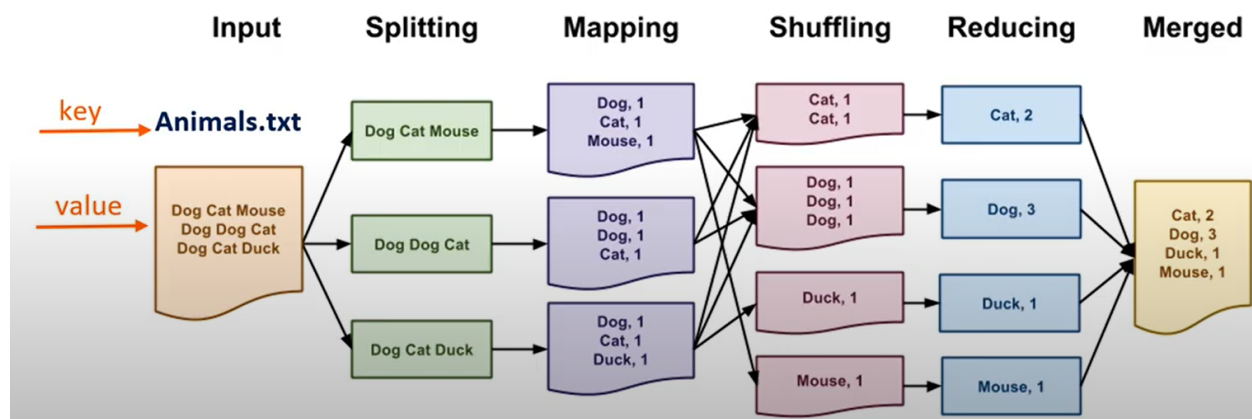 Input
Splitting
Mapping
Shuffling
Reducing
Merged
key
Animals.txt
value
Dog Cat Mouse
Dog Dog Cat
Dog Cat Duck
Dog Cat Mouse
Dog Dog Cat
Dog Cat Duck
Dog, 1
Cat, 1
Mouse, 1
Dog, 1
Dog, 1
Cat, 1
Dog, 1
Cat, 1
Duck, 1
Cat, 1
Cat, 1
Dog, 1
Dog, 1
Dog, 1
Duck, 1
Mouse, 1
Cat, 2
Dog, 3
Duck, 1
Mouse, 1
Cat, 2
Dog, 3
Duck, 1
Mouse, 1